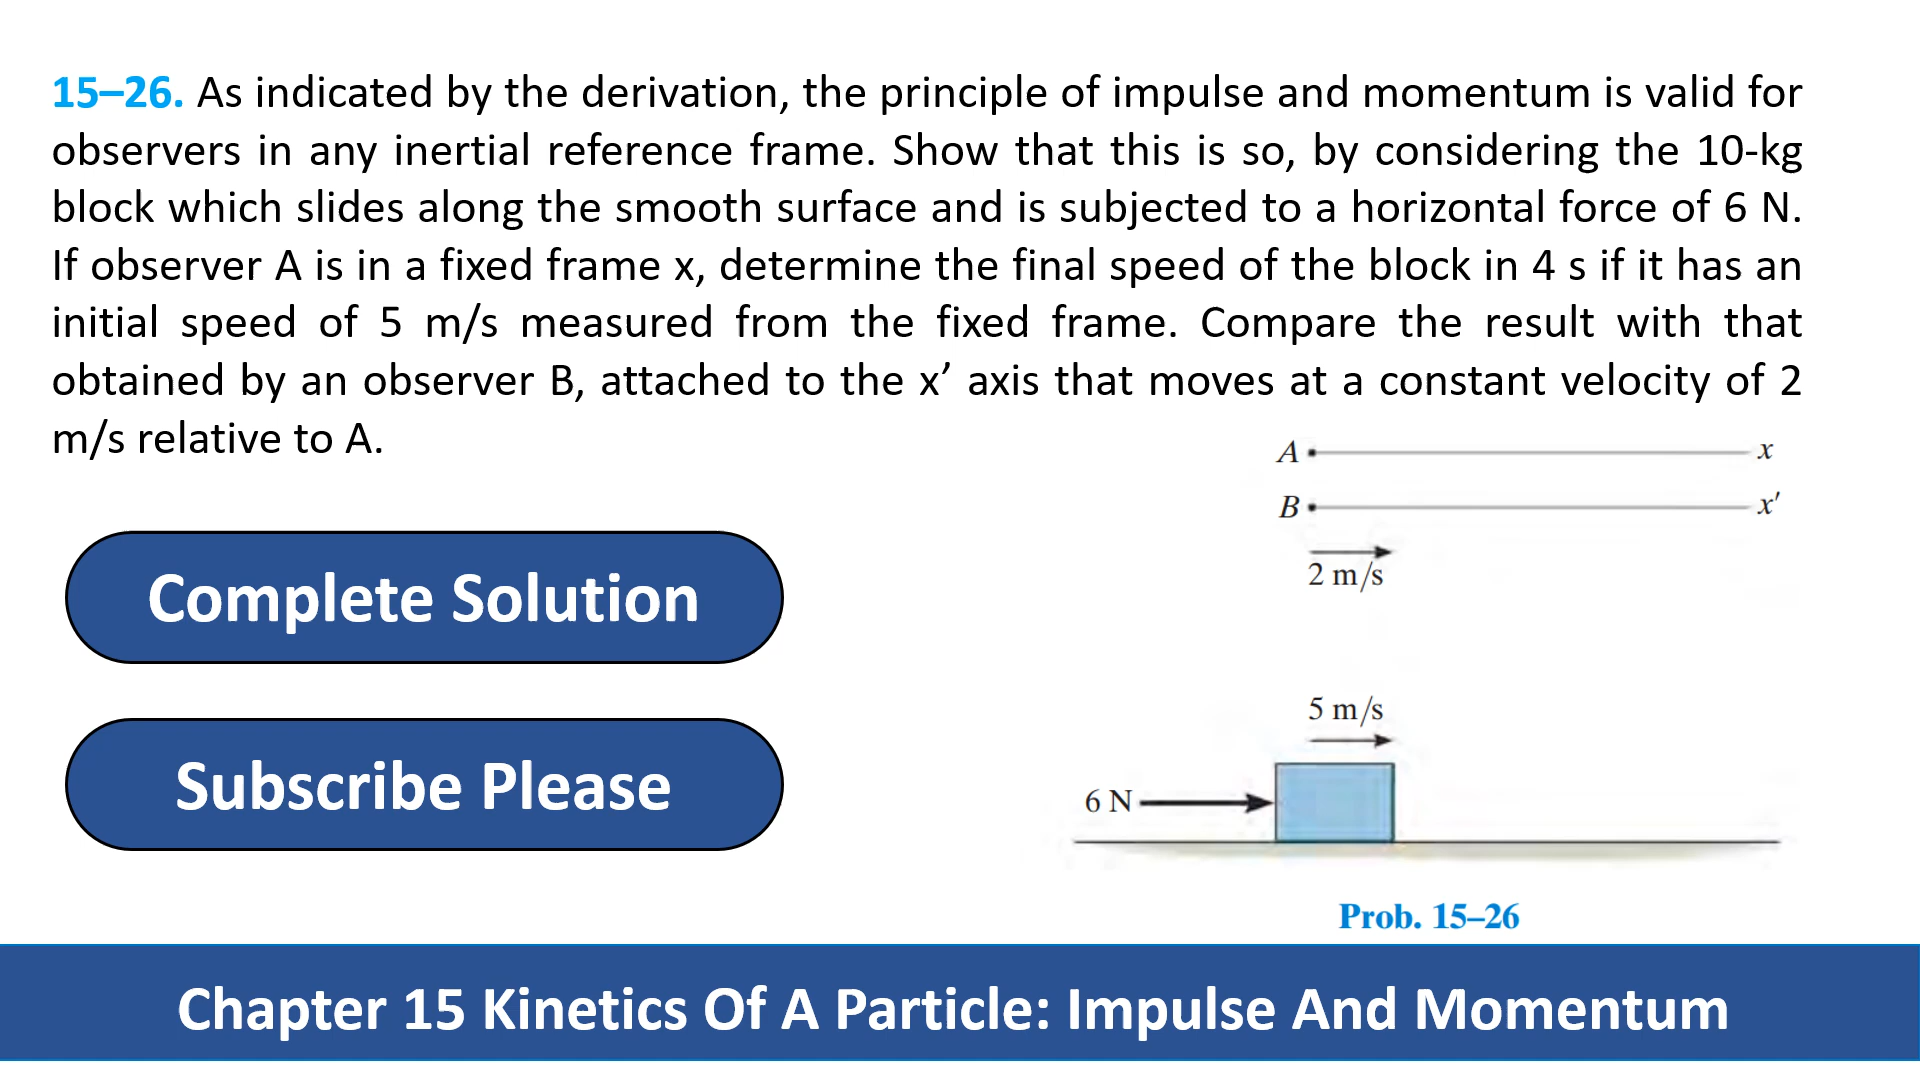 15–26. As indicated by the derivation, the principle of impulse and momentum is valid for
observers in any inertial reference frame. Show that this is so, by considering the 10-kg
block which slides along the smooth surface and is subjected to a horizontal force of 6 N.
If observer A is in a fixed frame x, determine the final speed of the block in 4 s if it has an
initial speed of 5 m/s measured from the fixed frame. Compare the result with that
obtained by an observer B, attached to the x’ axis that moves at a constant velocity of 2
m/s relative to A.
A x
B x′
2 m/s
Complete Solution
5 m/s
Subscribe Please
6 N
Prob. 15–26
Chapter 15 Kinetics Of A Particle: Impulse And Momentum